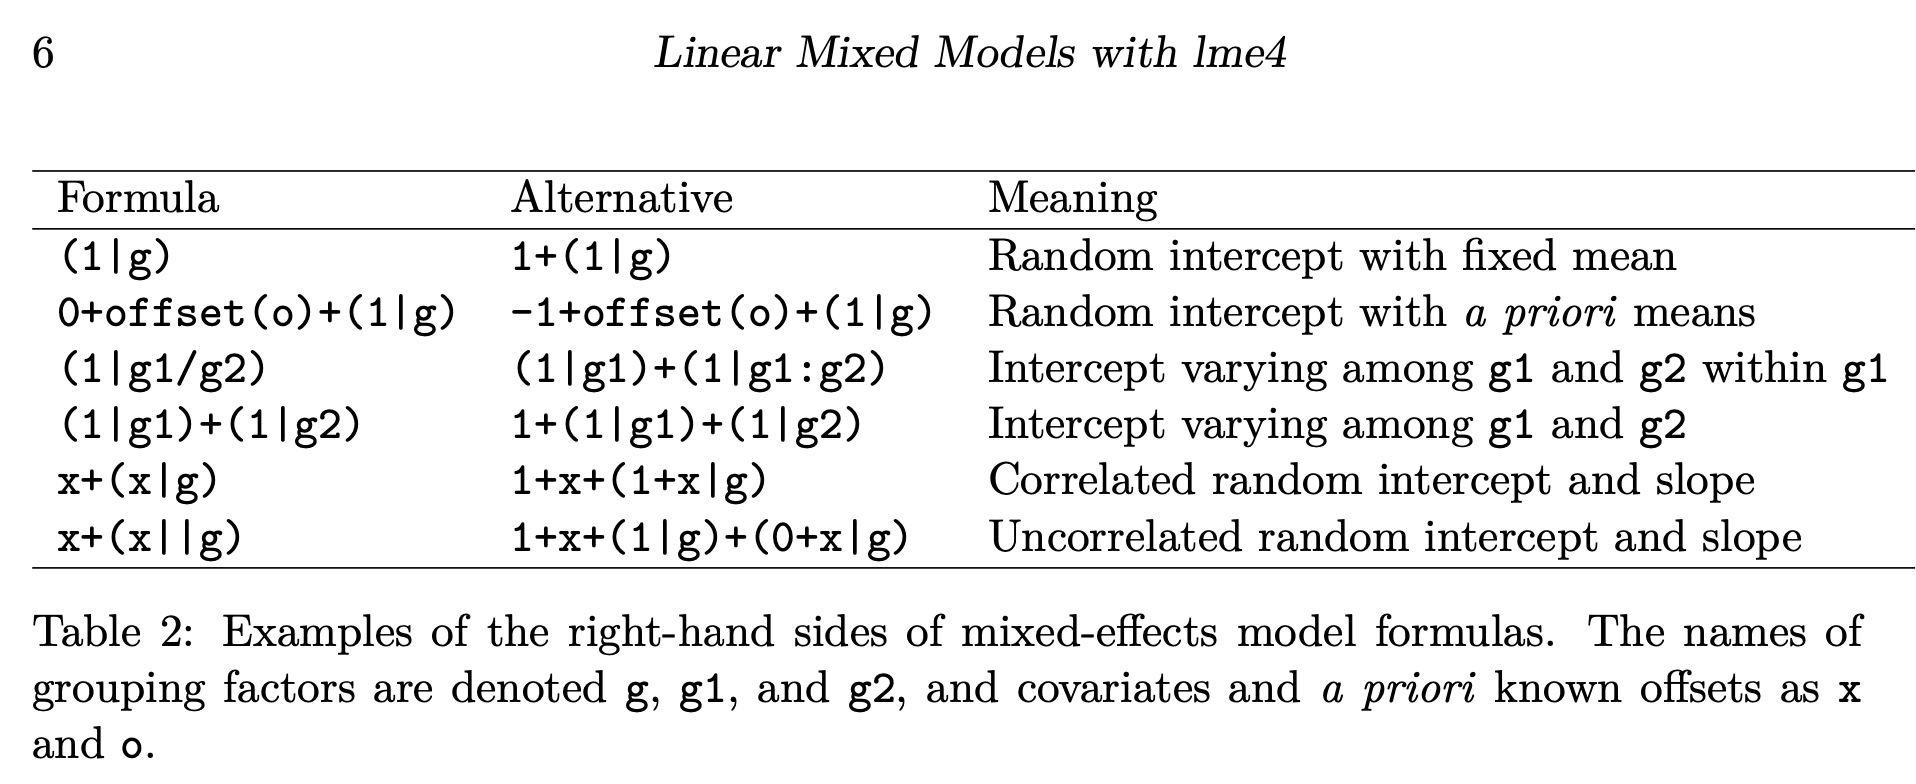 6 Linear Mixed Models with lme4
Formula Alternative Meaning
(1|g) 1+(1|g) Random intercept with fixed mean
0+offset(o)+(1|g) -1+offset(o)+(1|g) Random intercept with a priori means
(1|g1/g2) (1|g1)+(1|g1:g2) Intercept varying among g1 and g2 within g1
(1|g1)+(1|g2) 1+(1|g1)+(1|g2) Intercept varying among g1 and g2
x+(x|g) 1+x+(1+x|g) Correlated random intercept and slope
x+(x||g) 1+x+(1|g)+(0+x|g) Uncorrelated random intercept and slope
Table 2: Examples of the right-hand sides of mixed-effects model formulas. The names of
grouping factors are denoted g, g1, and g2, and covariates and a priori known offsets as x
and o.